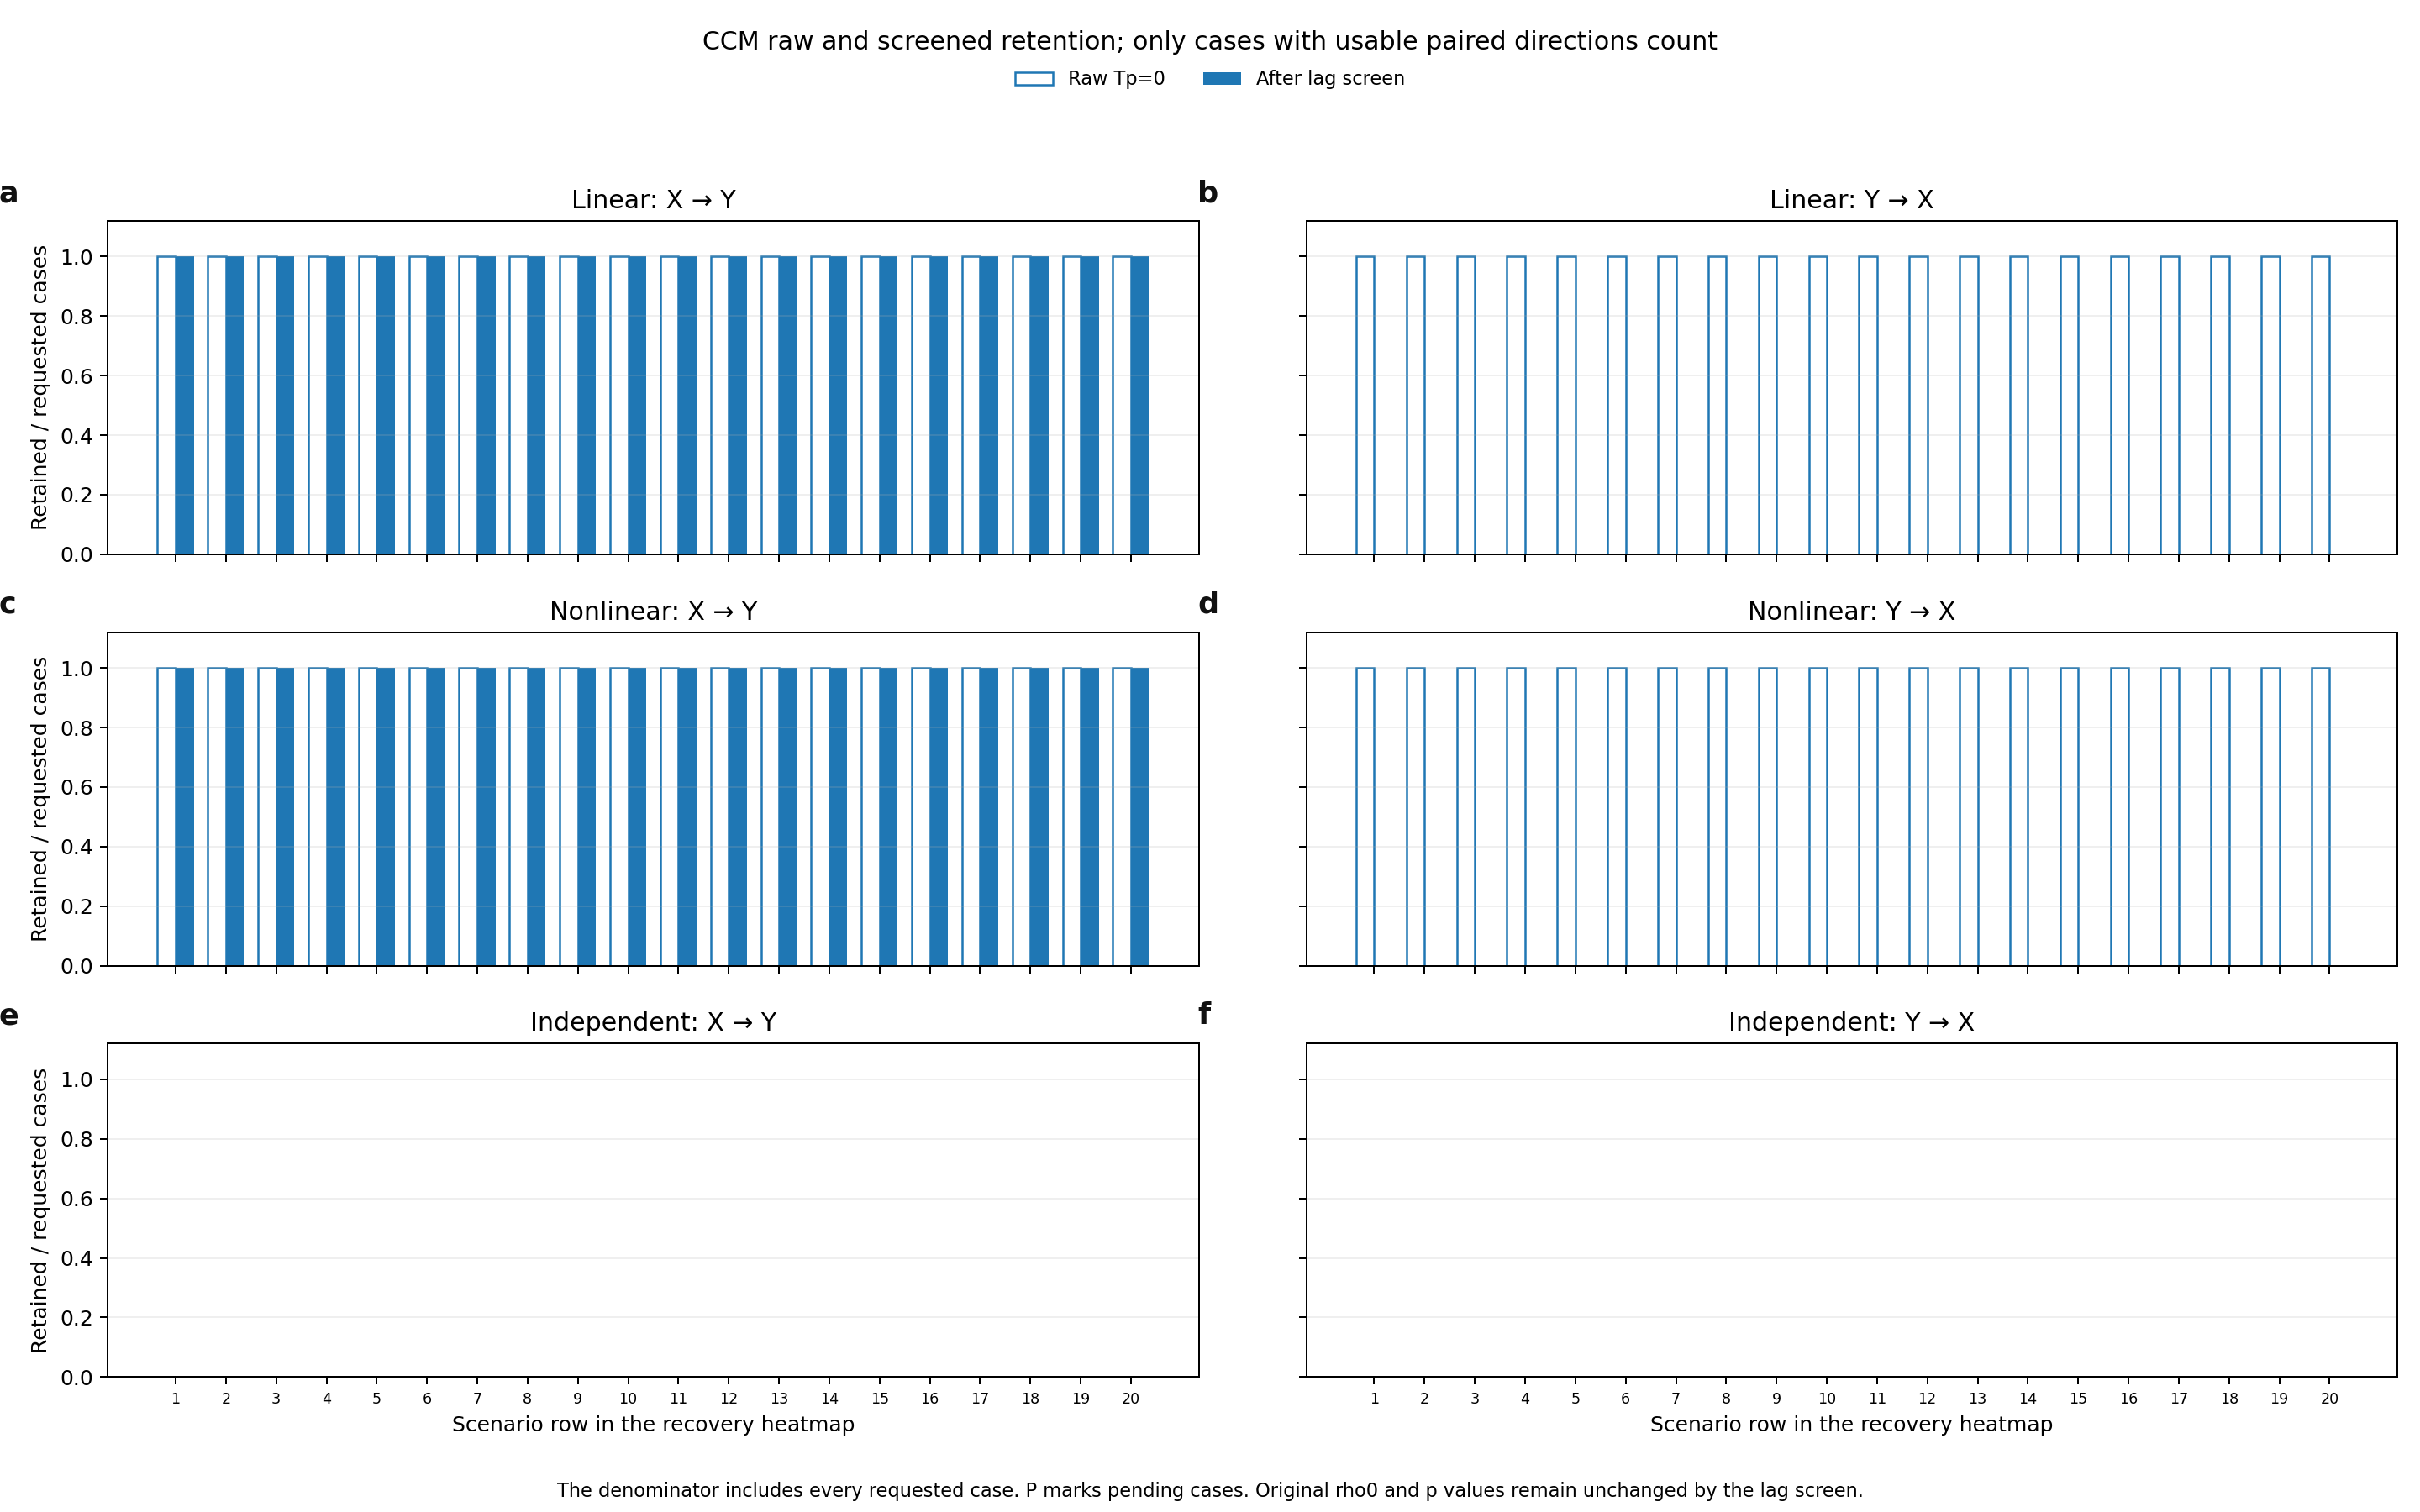 CCM raw and screened retention; only cases with usable paired directions count
Raw Tp=0 After lag screen
a Linear: X → Y
b Linear: Y → X
Retained / requested cases
1.0
0.8
0.6
0.4
0.2
0.0
c Nonlinear: X → Y
d Nonlinear: Y → X
Retained / requested cases
1.0
0.8
0.6
0.4
0.2
0.0
e Independent: X → Y
f Independent: Y → X
Retained / requested cases
1.0
0.8
0.6
0.4
0.2
0.0
1 2 3 4 5 6 7 8 9 10 11 12 13 14 15 16 17 18 19 20
Scenario row in the recovery heatmap
1 2 3 4 5 6 7 8 9 10 11 12 13 14 15 16 17 18 19 20
Scenario row in the recovery heatmap
The denominator includes every requested case. P marks pending cases. Original rho0 and p values remain unchanged by the lag screen.